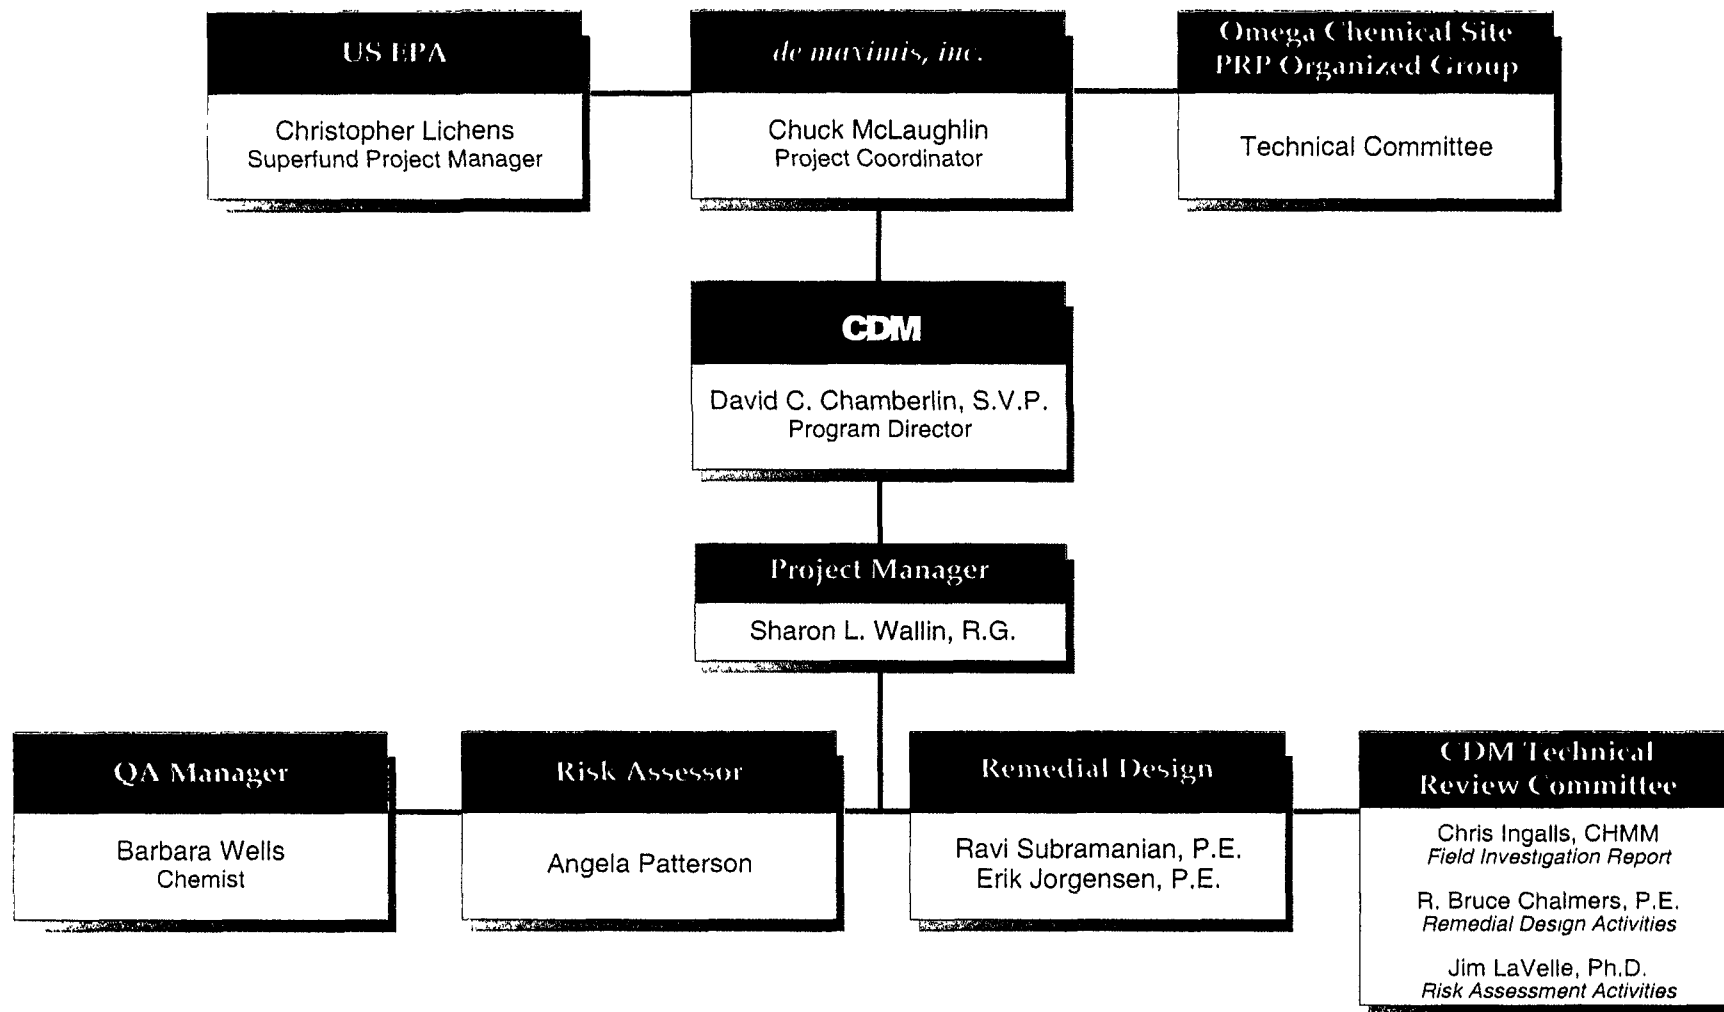 US EPA
Christopher Lichens
Superfund Project Manager
de maximis, inc.
Chuck McLaughlin
Project Coordinator
Omega Chemical Site
PRP Organized Group
Technical Committee
CDM
David C. Chamberlin, S.V.P.
Program Director
Project Manager
Sharon L. Wallin, R.G.
QA Manager
Barbara Wells
Chemist
Risk Assessor
Angela Patterson
Remedial Design
Ravi Subramanian, P.E.
Erik Jorgensen, P.E.
CDM Technical
Review Committee
Chris Ingalls, CHMM
Field Investigation Report
R. Bruce Chalmers, P.E.
Remedial Design Activities
Jim LaVelle, Ph.D.
Risk Assessment Activities